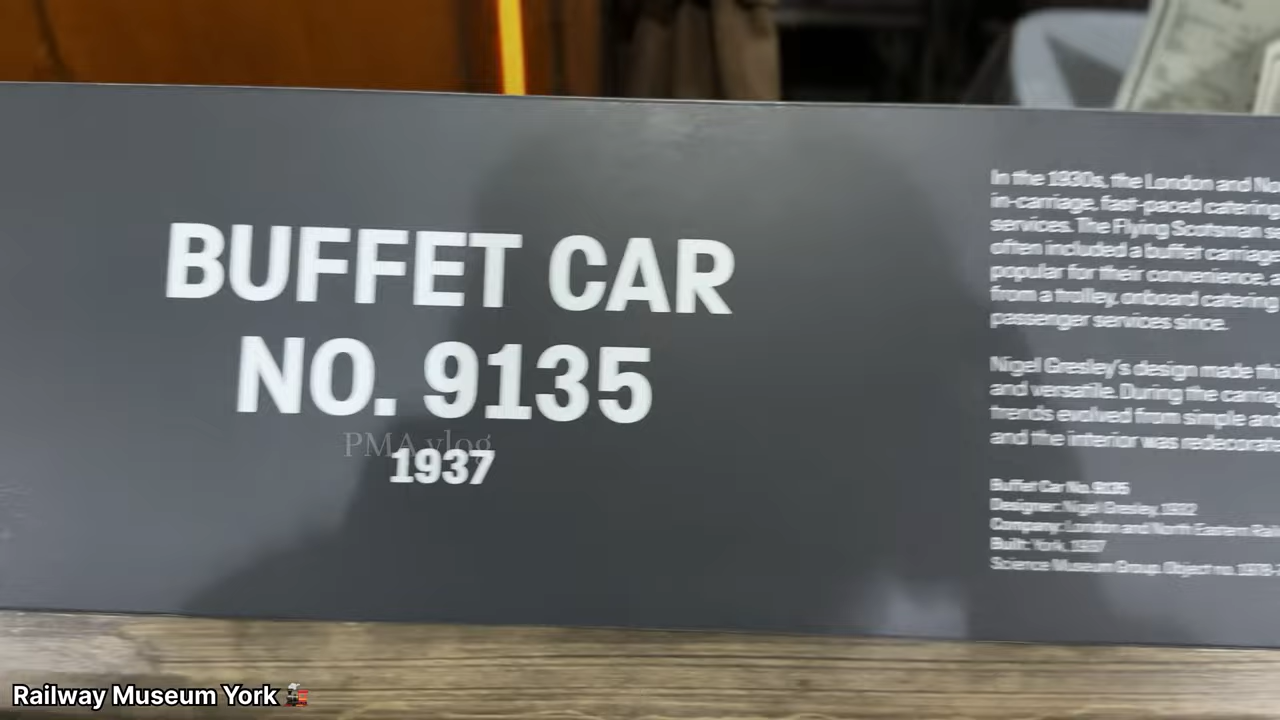 BUFFET CAR
NO. 9135
PMA vlog
1937
In the 1930s, the London and No
in-carriage, fast-paced catering
services. The Flying Scotsman se
often included a buffet carriage
popular for their convenience, a
from a trolley, onboard catering
passenger services since.
Nigel Gresley's design made thi
and versatile. During the carria
trends evolved from simple and
and the interior was redecorate
Buffet Car No. 9135
Designer: Nigel Gresley, 1932
Company: London and North Eastern Rail
Built: York, 1937
Science Museum Group. Object no. 1978-
Railway Museum York